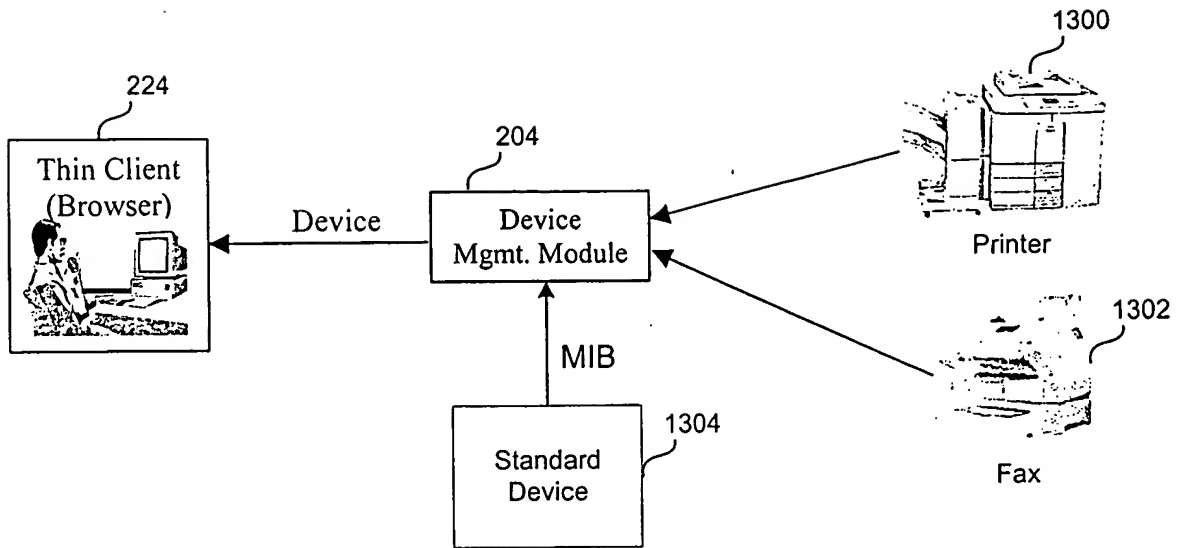 1300
224
Thin Client
(Browser)
204
Device
Device
Mgmt. Module
Printer
1302
MIB
1304
Standard
Device
Fax